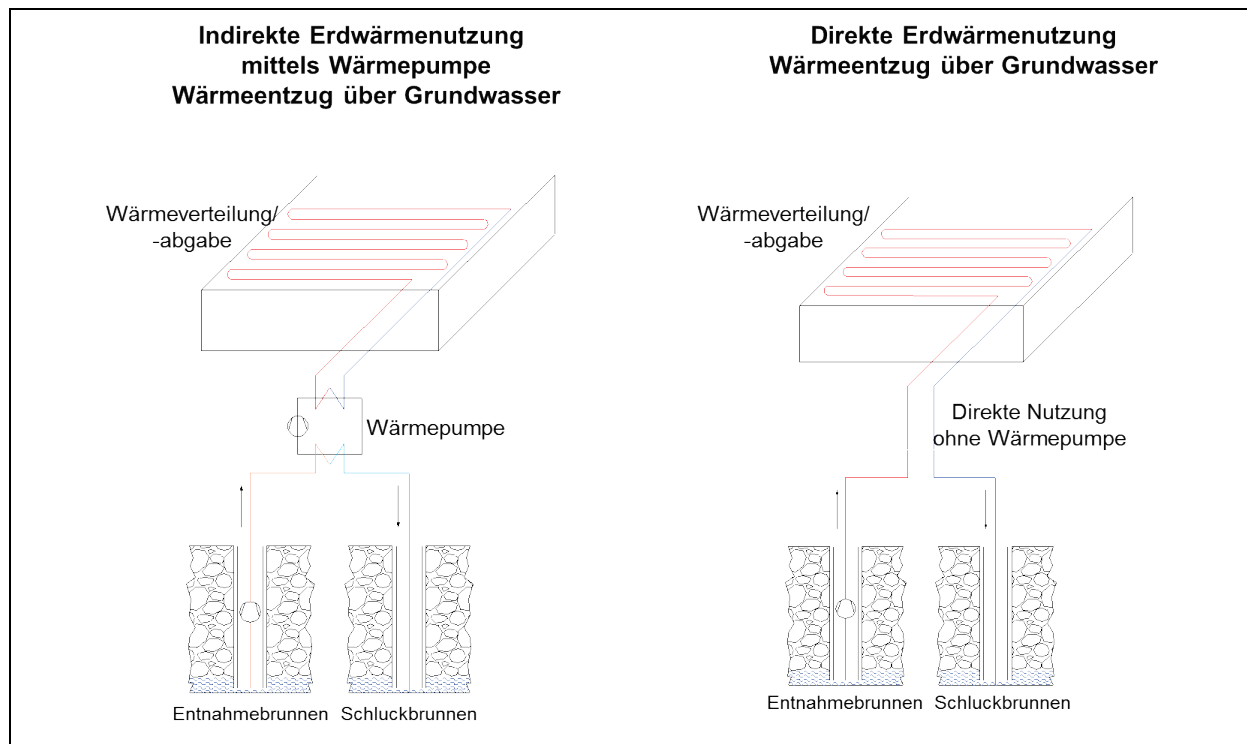 Indirekte Erdwärmenutzung
mittels Wärmepumpe
Wärmeentzug über Grundwasser
Wärmeverteilung/
-abgabe
Wärmepumpe
Entnahmebrunnen
Schluckbrunnen
Direkte Erdwärmenutzung
Wärmeentzug über Grundwasser
Wärmeverteilung/
-abgabe
Direkte Nutzung
ohne Wärmepumpe
Entnahmebrunnen
Schluckbrunnen